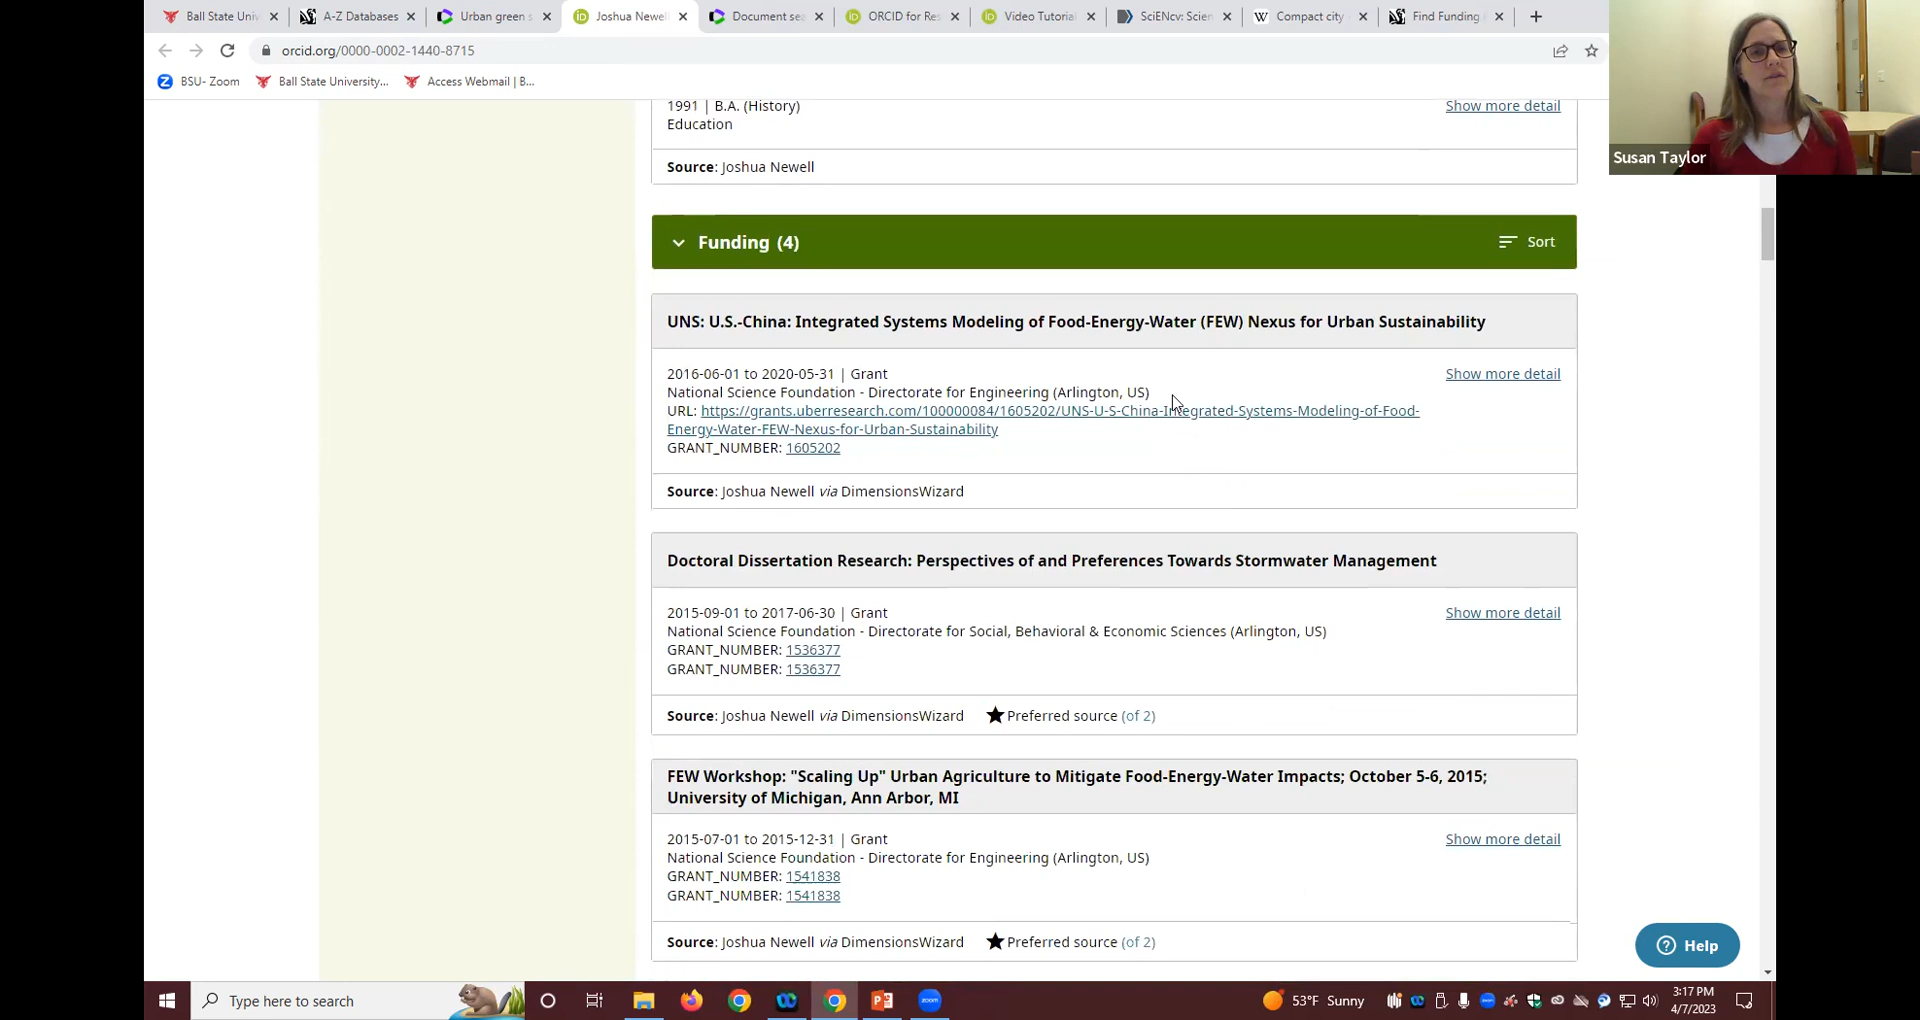 Ball State Univ
A-Z Databases
Urban green s
Joshua Newel
Document sea
ORCID for Res
Video Tutorial
SciENcv: Scien
Compact city
Find Funding
orcid.org/0000-0002-1440-8715
BSU- Zoom
Ball State University...
Access Webmail | B...
Susan Taylor
1991 | B.A. (History)
Show more detail
Education
Source: Joshua Newell
Funding (4)
Sort
UNS: U.S.-China: Integrated Systems Modeling of Food-Energy-Water (FEW) Nexus for Urban Sustainability
2016-06-01 to 2020-05-31 | Grant
Show more detail
National Science Foundation - Directorate for Engineering (Arlington, US)
URL: https://grants.uberresearch.com/100000084/1605202/UNS-U-S-China-Integrated-Systems-Modeling-of-Food-
Energy-Water-FEW-Nexus-for-Urban-Sustainability
GRANT_NUMBER: 1605202
Source: Joshua Newell via DimensionsWizard
Doctoral Dissertation Research: Perspectives of and Preferences Towards Stormwater Management
2015-09-01 to 2017-06-30 | Grant
Show more detail
National Science Foundation - Directorate for Social, Behavioral & Economic Sciences (Arlington, US)
GRANT_NUMBER: 1536377
GRANT_NUMBER: 1536377
Source: Joshua Newell via DimensionsWizard
Preferred source (of 2)
FEW Workshop: "Scaling Up" Urban Agriculture to Mitigate Food-Energy-Water Impacts; October 5-6, 2015;
University of Michigan, Ann Arbor, MI
2015-07-01 to 2015-12-31 | Grant
Show more detail
National Science Foundation - Directorate for Engineering (Arlington, US)
GRANT_NUMBER: 1541838
GRANT_NUMBER: 1541838
Source: Joshua Newell via DimensionsWizard
Preferred source (of 2)
Help
Type here to search
53°F Sunny
3:17 PM
4/7/2023